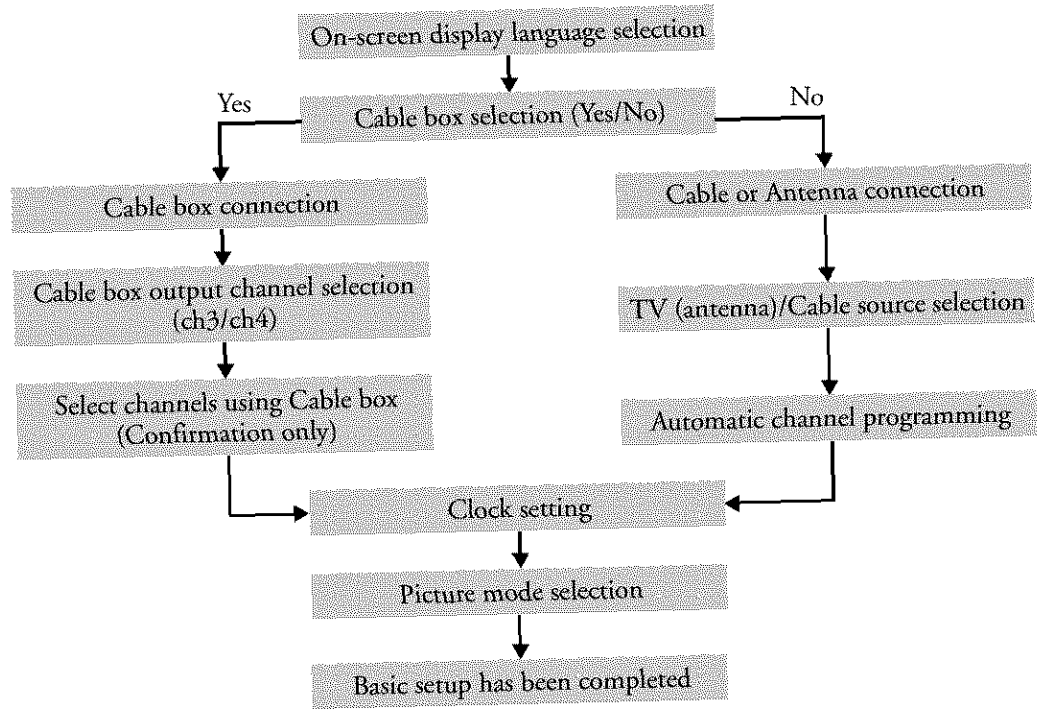 On-screen display language selection
Yes
Cable box selection (Yes/No)
No
Cable box connection
Cable or Antenna connection
Cable box output channel selection
(ch3/ch4)
TV (antenna)/Cable source selection
Select channels using Cable box
(Confirmation only)
Automatic channel programming
Clock setting
Picture mode selection
Basic setup has been completed